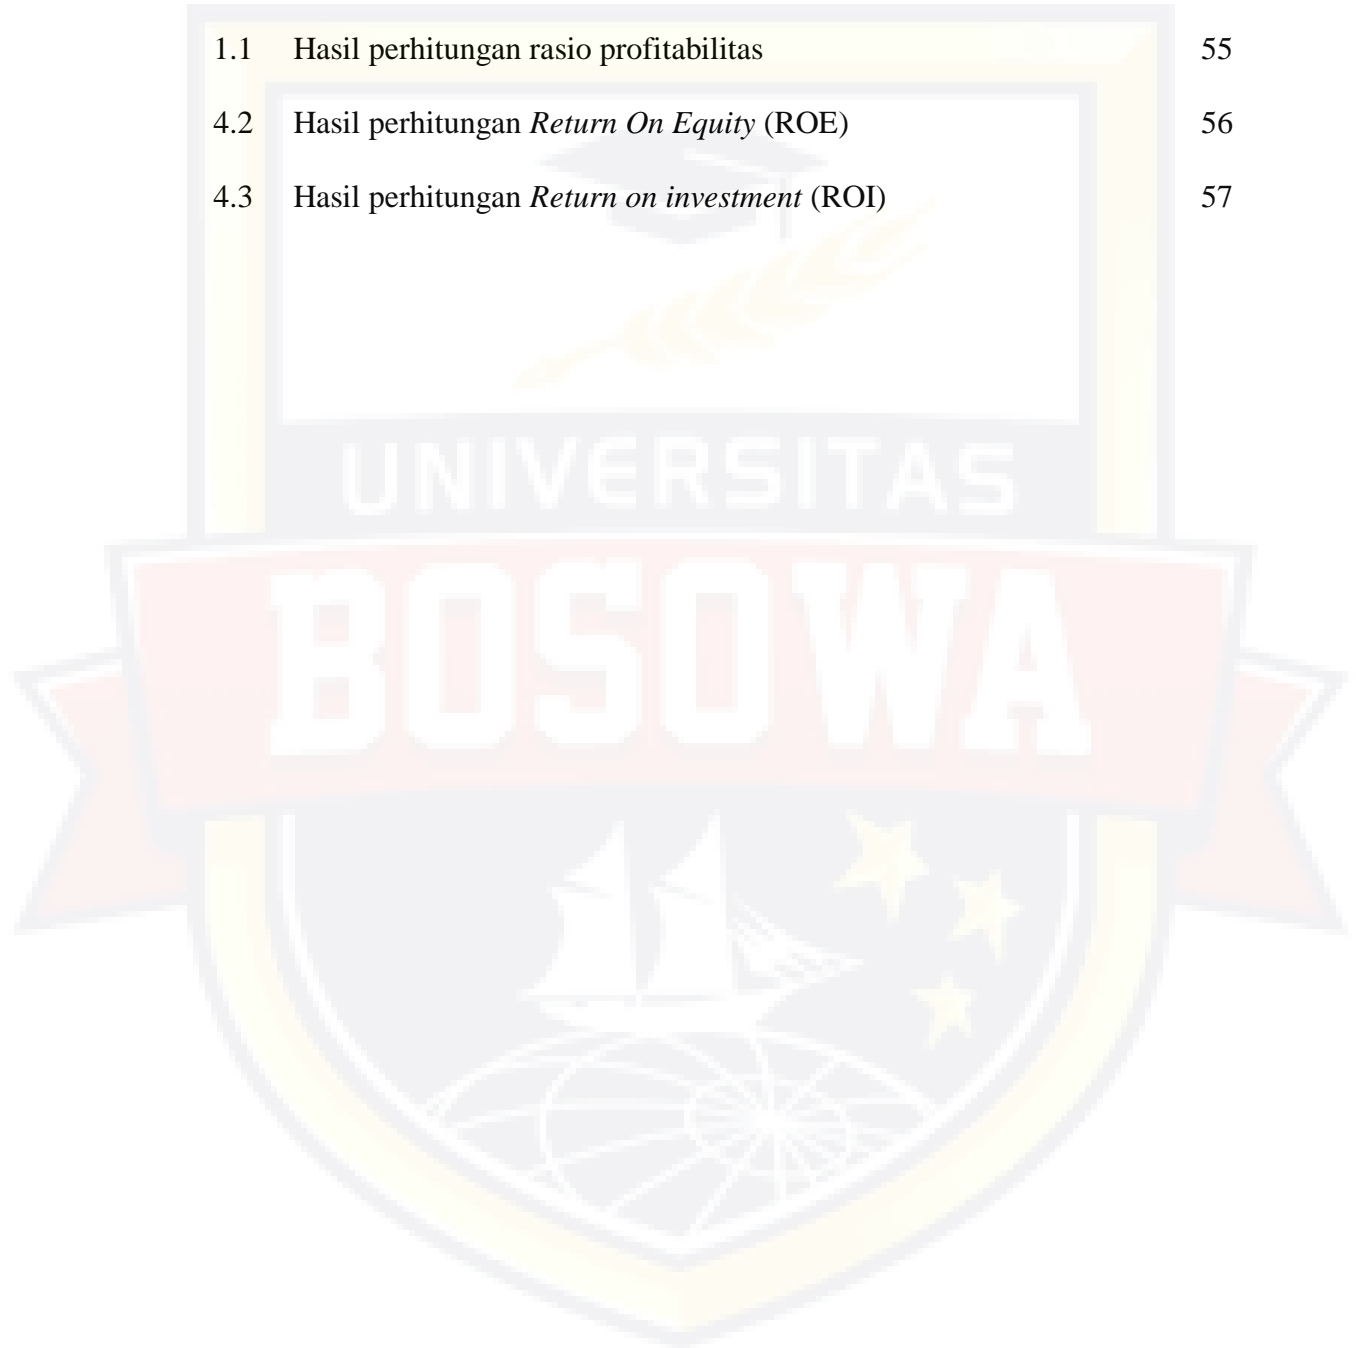 1.1 Hasil perhitungan rasio profitabilitas 55
4.2 Hasil perhitungan Return On Equity (ROE) 56
4.3 Hasil perhitungan Return on investment (ROI) 57
UNIVERSITAS
BOSOWA